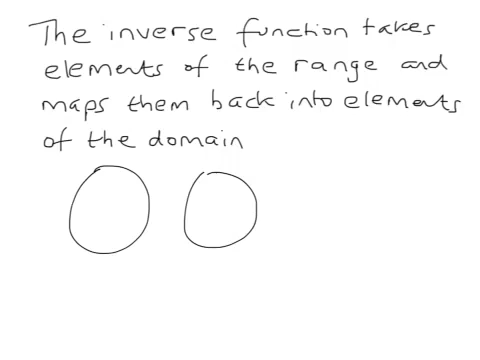 The inverse function takes
elements of the range and
maps them back into elements
of the domain